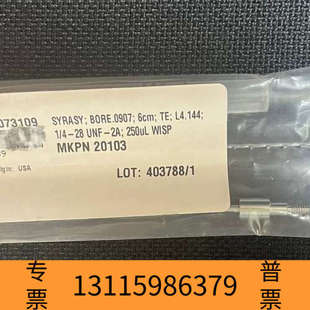 073109
SYRASY; BORE.0907; 6cm; TE; L4.144;
1/4-28 UNF-2A; 250uL WISP
MKPN 20103
USA
LOT: 403788/1
专票
13115986379
普票